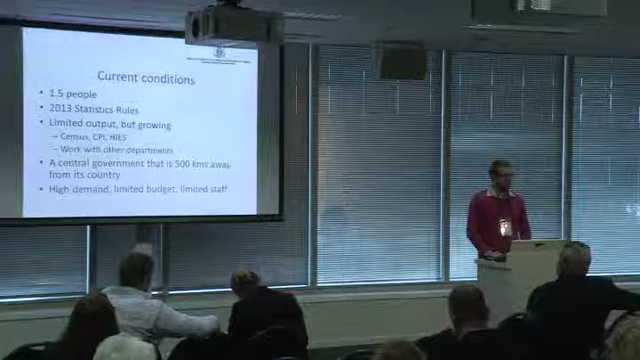 Current conditions
• 1.5 people
• 2013 Statistics Rules
• Limited output, but growing
– Census, CPI, HIES
– Work with other departments
• A central government that is 500 kms away
from its country
• High demand, limited budget, limited staff